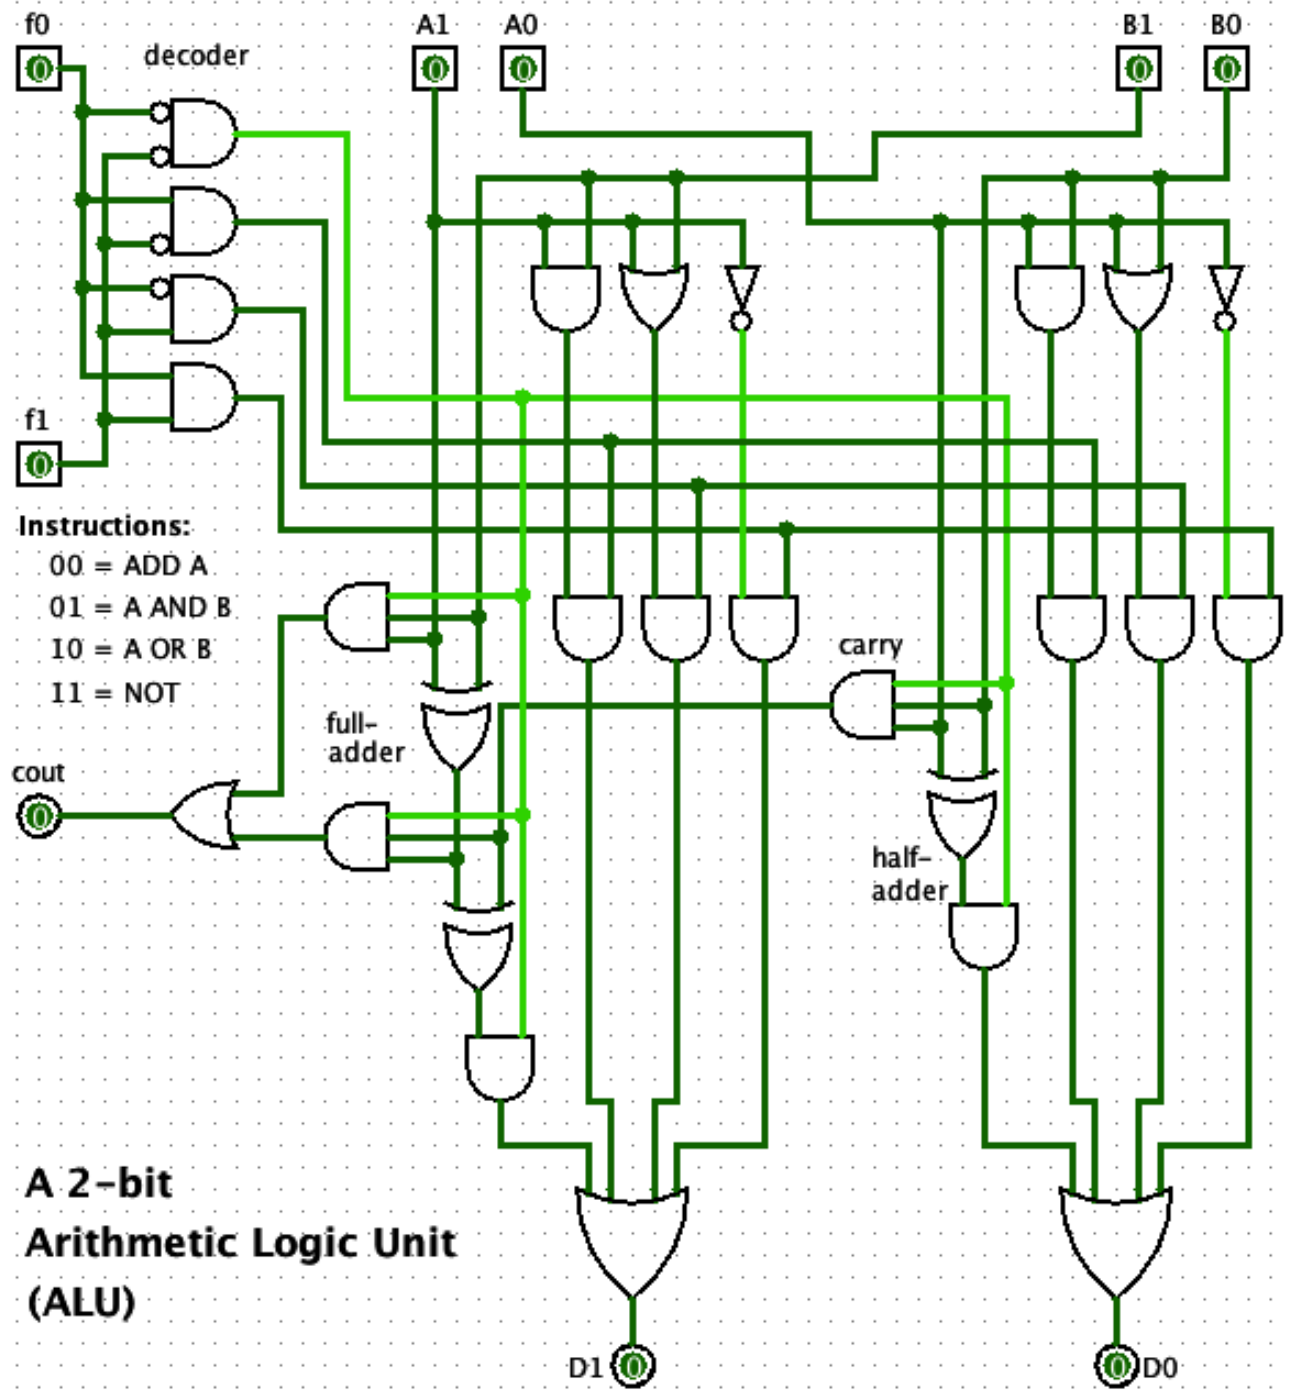 f0
decoder
A1
A0
B1
B0
0
0
0
0
0
f1
0
Instructions:
00 = ADD A
01 = A AND B
10 = A OR B
11 = NOT
carry
full-
adder
cout
0
half-
adder
A 2-bit
Arithmetic Logic Unit
(ALU)
D1
0
0
D0